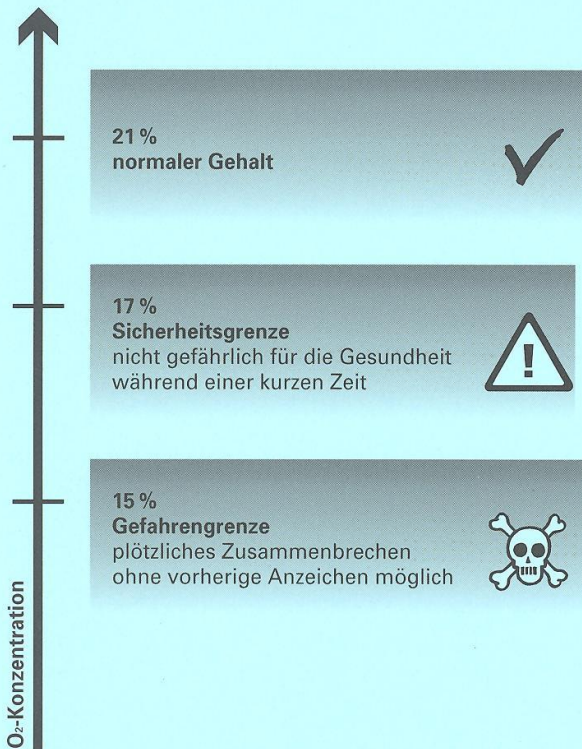 21 %
normaler Gehalt
17 %
Sicherheitsgrenze
nicht gefährlich für die Gesundheit
während einer kurzen Zeit
!
15 %
Gefahrengrenze
plötzliches Zusammenbrechen
ohne vorherige Anzeichen möglich
O₂-Konzentration